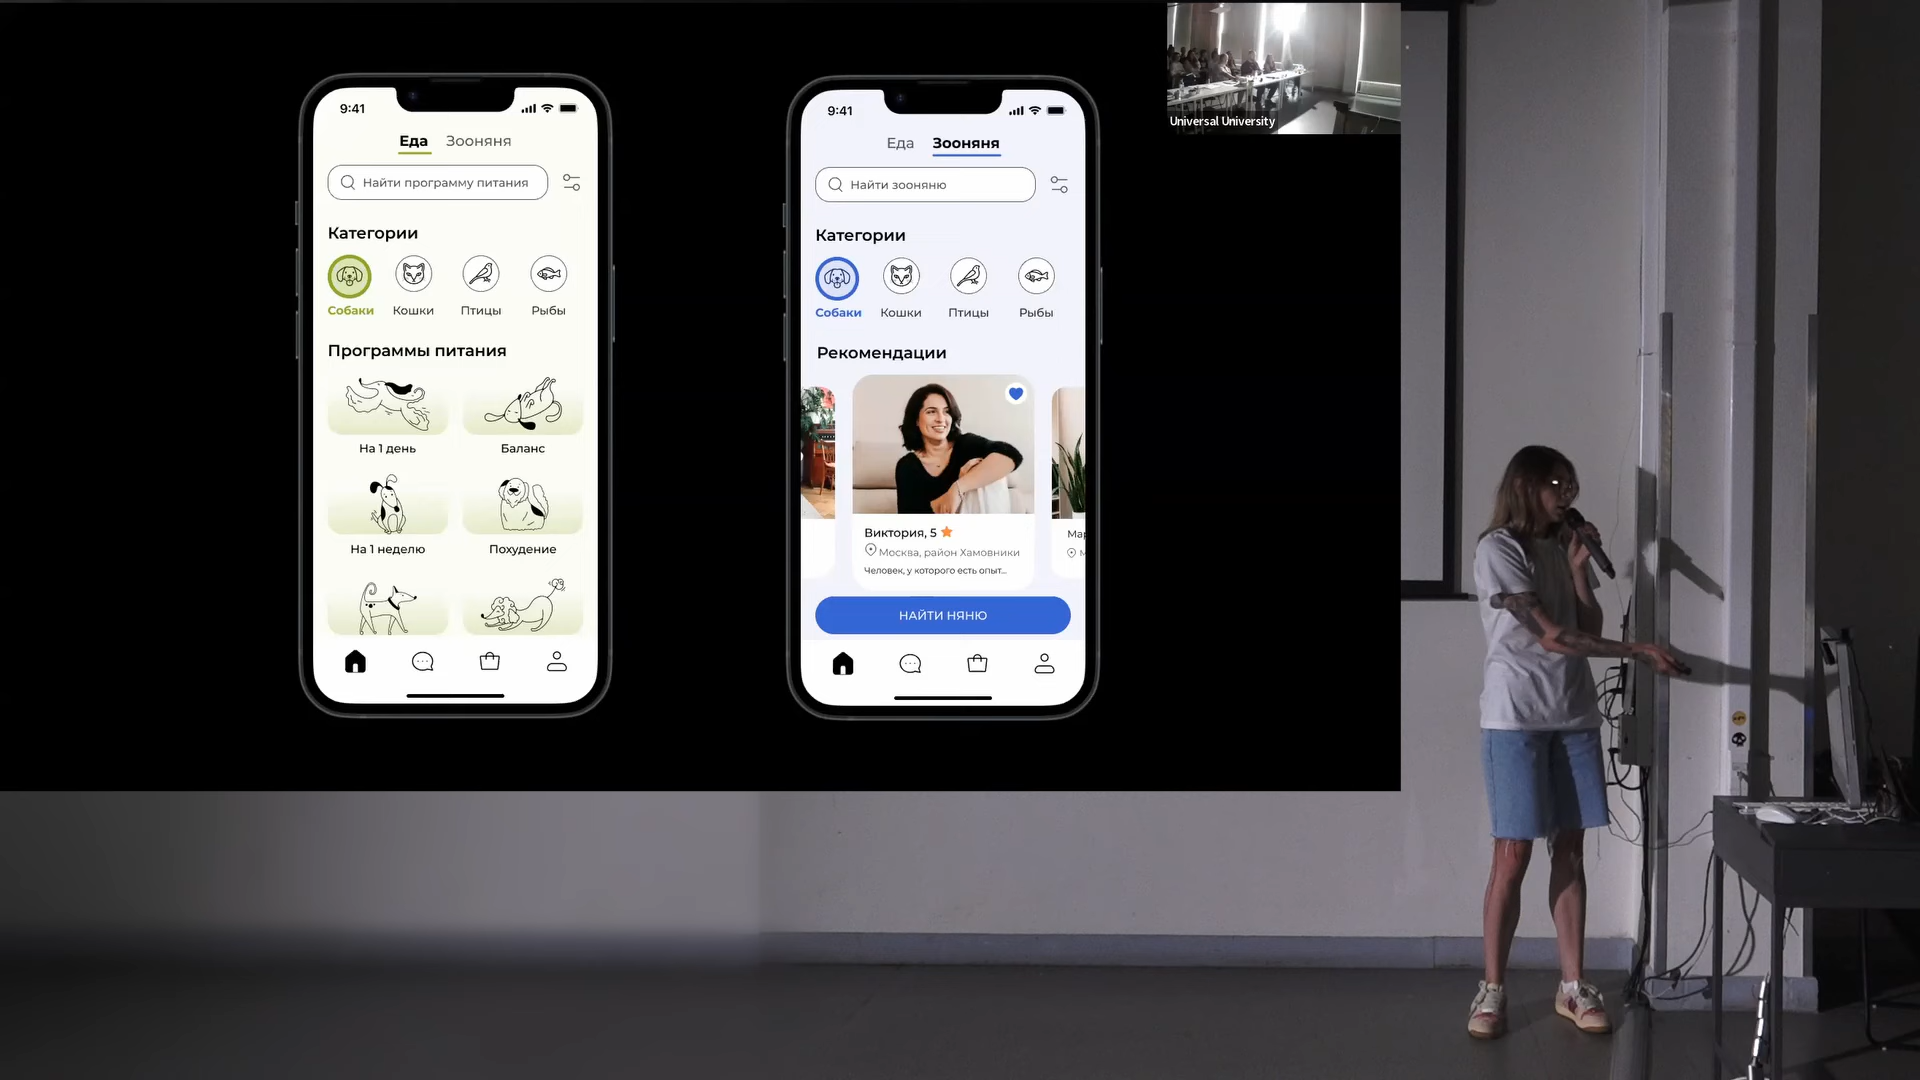 9:41
Еда Зооняня
Найти программу питания
Категории
Собаки Кошки Птицы Рыбы
Программы питания
На 1 день Баланс
На 1 неделю Похудение
9:41
Еда Зооняня
Найти зооняню
Категории
Собаки Кошки Птицы Рыбы
Рекомендации
Виктория, 5
Москва, район Хамовники
Человек, у которого есть опыт...
Мар
НАЙТИ НЯНЮ
Universal University